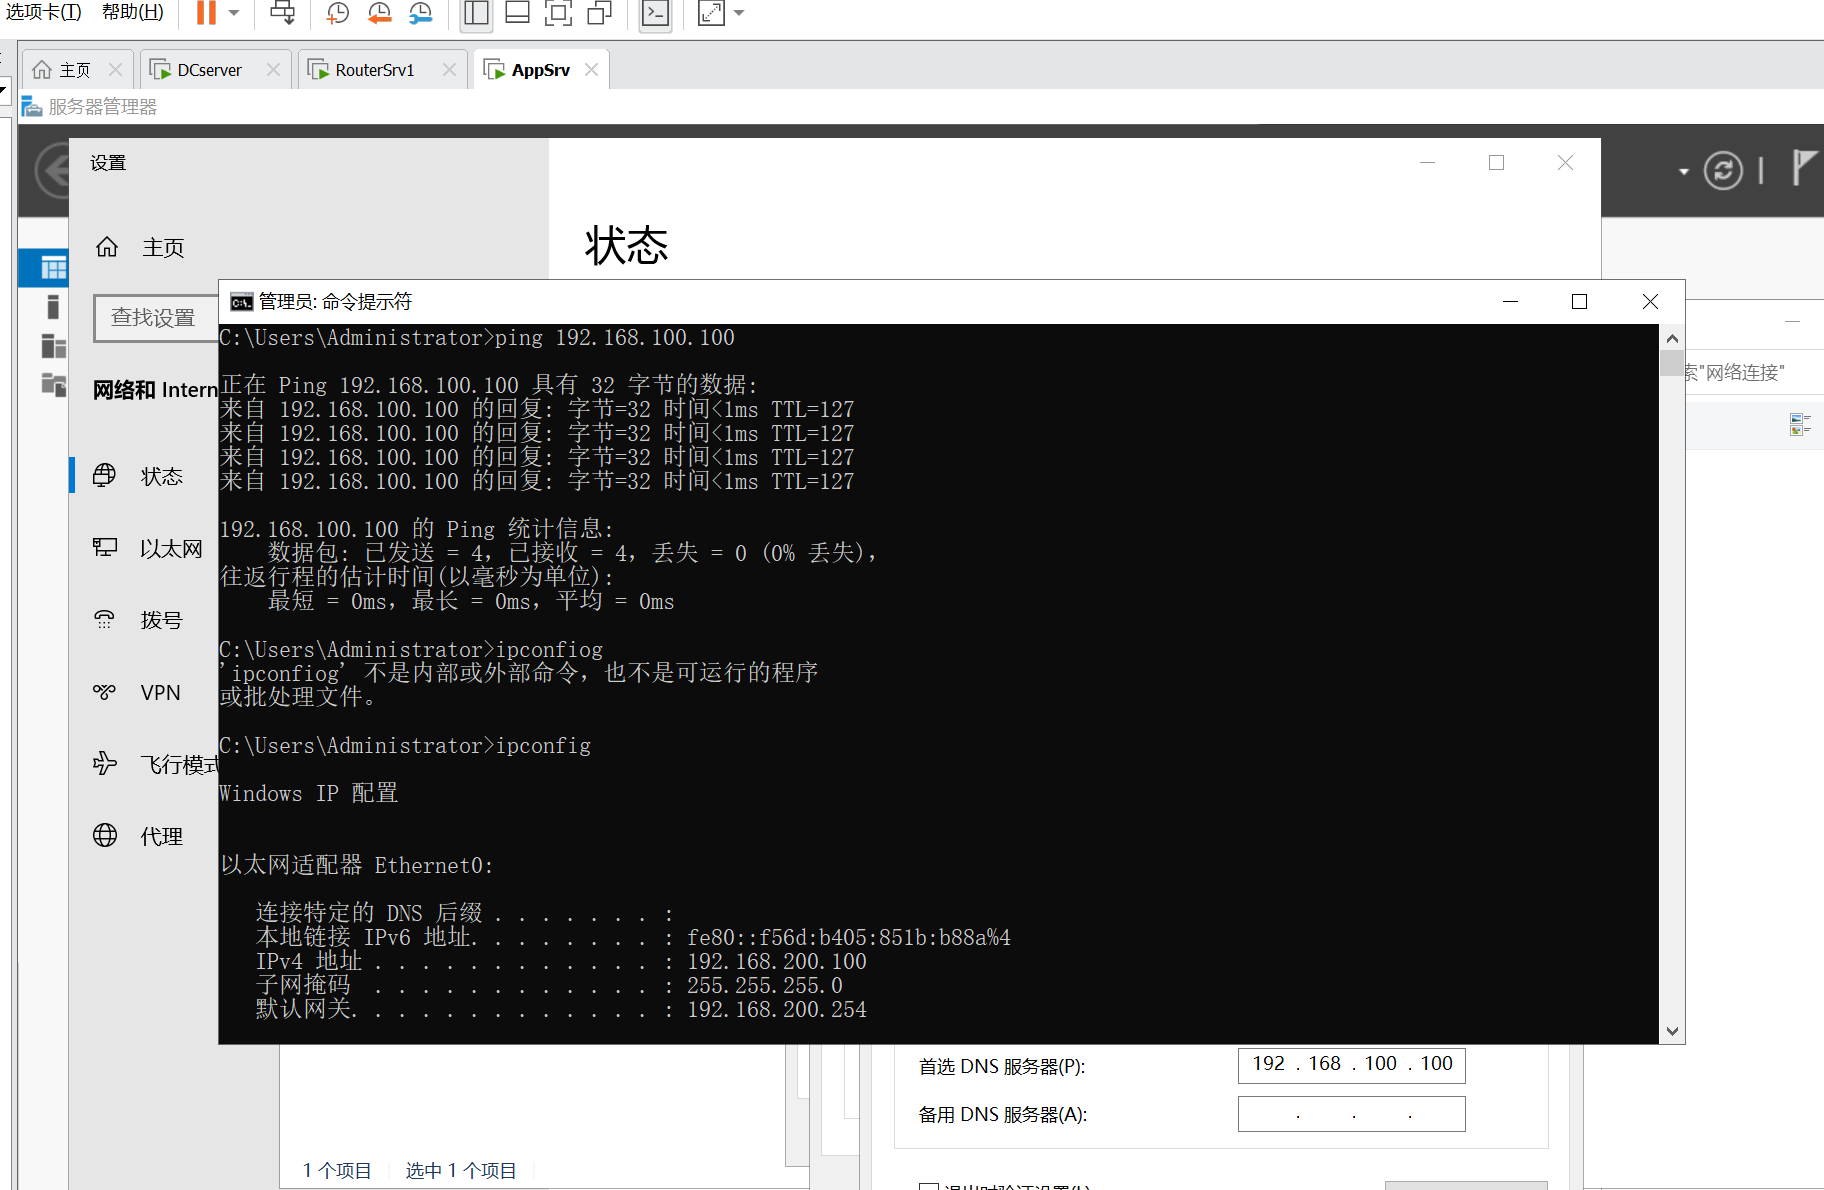 选项卡(T) 帮助(H)
主页 DCserver RouterSrv1 AppSrv
服务器管理器
设置
主页
查找设置
网络和 Intern
状态
以太网
拨号
VPN
飞行模式
代理
状态
管理员: 命令提示符
C:\Users\Administrator>ping 192.168.100.100
正在 Ping 192.168.100.100 具有 32 字节的数据:
来自 192.168.100.100 的回复: 字节=32 时间<1ms TTL=127
来自 192.168.100.100 的回复: 字节=32 时间<1ms TTL=127
来自 192.168.100.100 的回复: 字节=32 时间<1ms TTL=127
来自 192.168.100.100 的回复: 字节=32 时间<1ms TTL=127
192.168.100.100 的 Ping 统计信息:
数据包: 已发送 = 4，已接收 = 4，丢失 = 0 (0% 丢失)，
往返行程的估计时间(以毫秒为单位):
最短 = 0ms，最长 = 0ms，平均 = 0ms
C:\Users\Administrator>ipconfiog
'ipconfiog' 不是内部或外部命令，也不是可运行的程序
或批处理文件。
C:\Users\Administrator>ipconfig
Windows IP 配置
以太网适配器 Ethernet0:
连接特定的 DNS 后缀 . . . . . . . :
本地链接 IPv6 地址. . . . . . . . : fe80::f56d:b405:851b:b88a%4
IPv4 地址 . . . . . . . . . . . . : 192.168.200.100
子网掩码 . . . . . . . . . . . . : 255.255.255.0
默认网关. . . . . . . . . . . . . : 192.168.200.254
索"网络连接"
首选 DNS 服务器(P): 192 . 168 . 100 . 100
备用 DNS 服务器(A): . . .
1 个项目 选中 1 个项目
退出时验证设置(L)